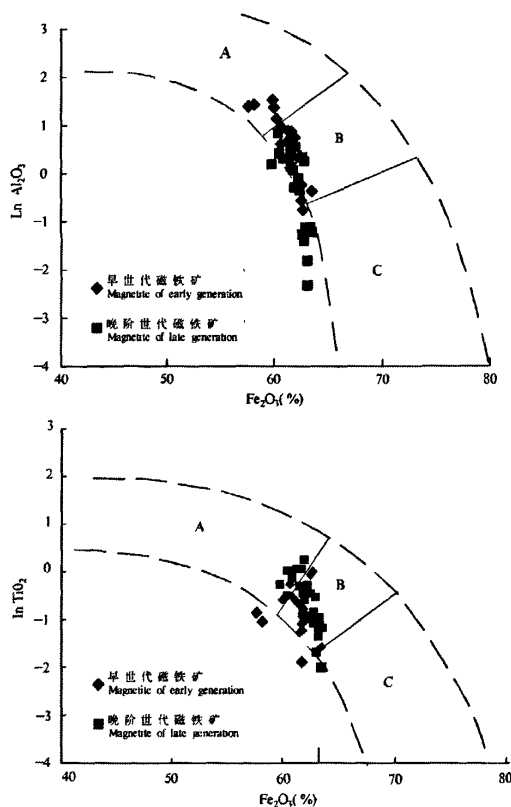 3
2
1
0
−1
−2
−3
−4
Ln Al₂O₃
A
B
C
早世代磁铁矿
Magnetite of early generation
晚阶世代磁铁矿
Magnetite of late generation
40 50 60 70 80
Fe₂O₃(%)
3
2
1
0
−1
−2
−3
−4
ln TiO₂
A
B
C
早世代磁铁矿
Magnetite of early generation
晚阶世代磁铁矿
Magnetite of late generation
40 50 60 70 80
Fe₂O₃(%)